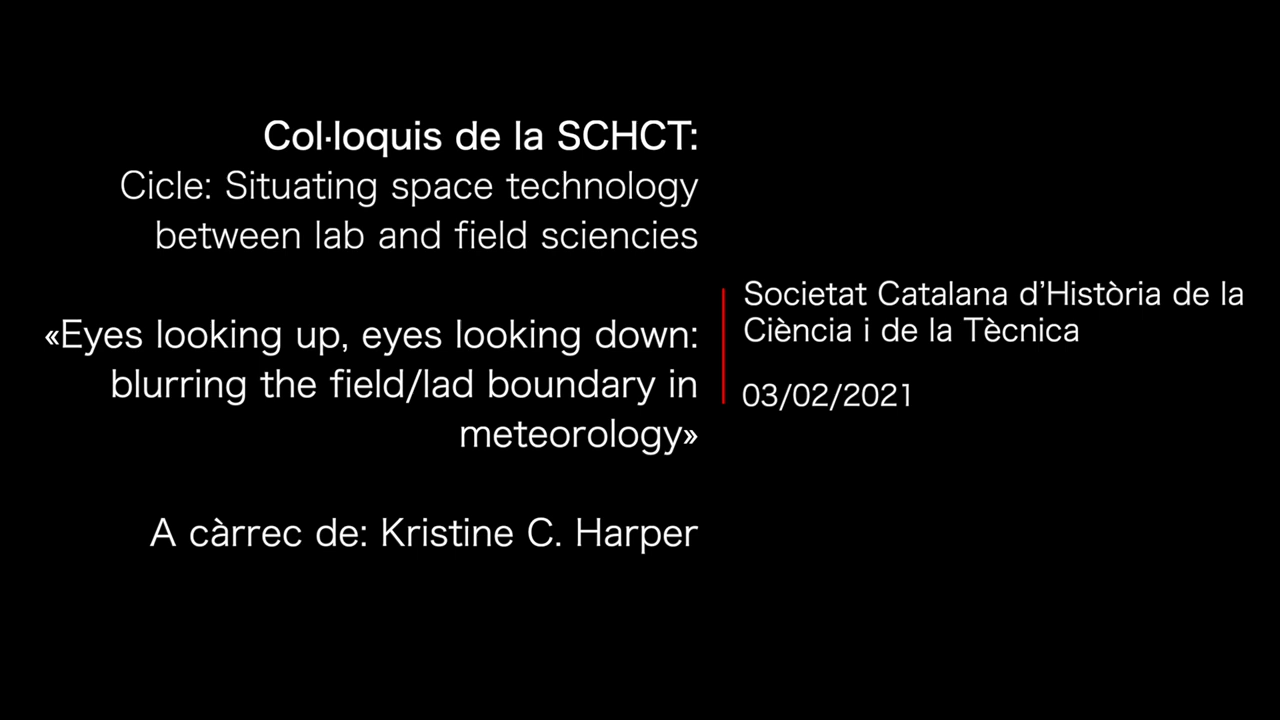 Col·loquis de la SCHCT:
Cicle: Situating space technology
between lab and field sciencies
«Eyes looking up, eyes looking down:
blurring the field/lad boundary in
meteorology»
A càrrec de: Kristine C. Harper
Societat Catalana d’Història de la
Ciència i de la Tècnica
03/02/2021